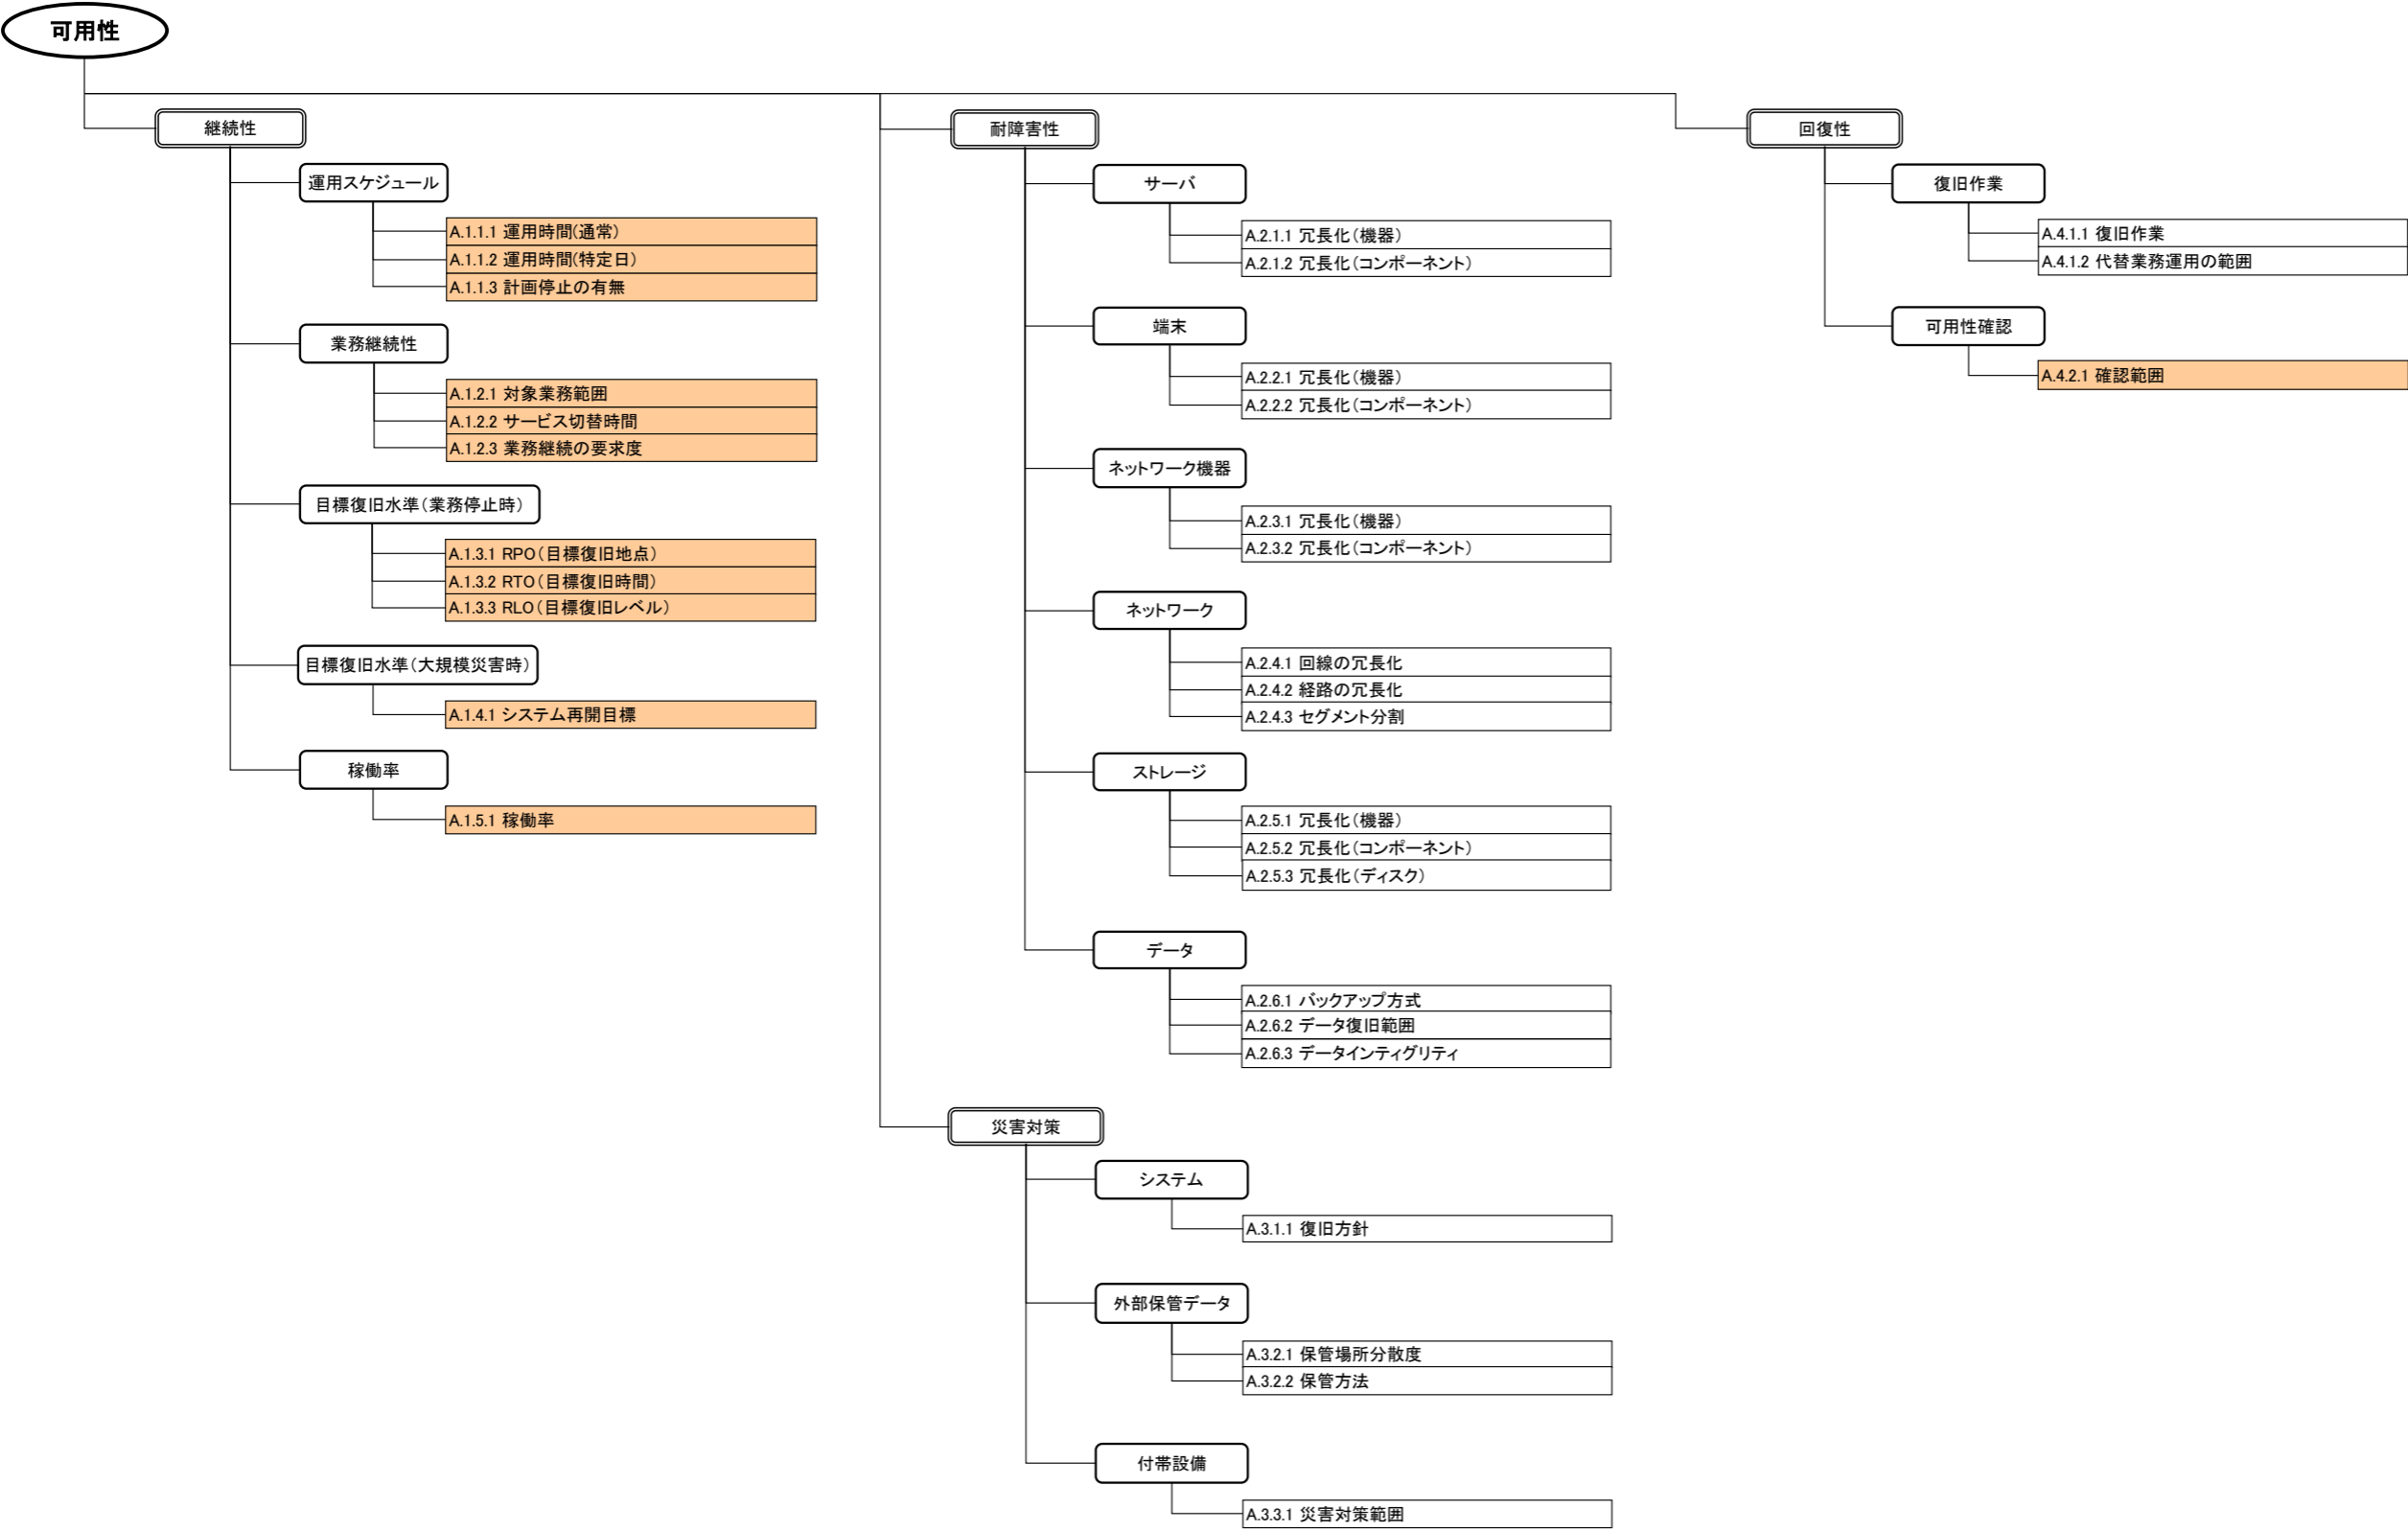 可用性
継続性
運用スケジュール
A.1.1.1 運用時間(通常)
A.1.1.2 運用時間(特定日)
A.1.1.3 計画停止の有無
業務継続性
A.1.2.1 対象業務範囲
A.1.2.2 サービス切替時間
A.1.2.3 業務継続の要求度
目標復旧水準（業務停止時）
A.1.3.1 RPO（目標復旧地点）
A.1.3.2 RTO（目標復旧時間）
A.1.3.3 RLO（目標復旧レベル）
目標復旧水準（大規模災害時）
A.1.4.1 システム再開目標
稼働率
A.1.5.1 稼働率
耐障害性
サーバ
A.2.1.1 冗長化（機器）
A.2.1.2 冗長化（コンポーネント）
端末
A.2.2.1 冗長化（機器）
A.2.2.2 冗長化（コンポーネント）
ネットワーク機器
A.2.3.1 冗長化（機器）
A.2.3.2 冗長化（コンポーネント）
ネットワーク
A.2.4.1 回線の冗長化
A.2.4.2 経路の冗長化
A.2.4.3 セグメント分割
ストレージ
A.2.5.1 冗長化（機器）
A.2.5.2 冗長化（コンポーネント）
A.2.5.3 冗長化（ディスク）
データ
A.2.6.1 バックアップ方式
A.2.6.2 データ復旧範囲
A.2.6.3 データインティグリティ
災害対策
システム
A.3.1.1 復旧方針
外部保管データ
A.3.2.1 保管場所分散度
A.3.2.2 保管方法
付帯設備
A.3.3.1 災害対策範囲
回復性
復旧作業
A.4.1.1 復旧作業
A.4.1.2 代替業務運用の範囲
可用性確認
A.4.2.1 確認範囲